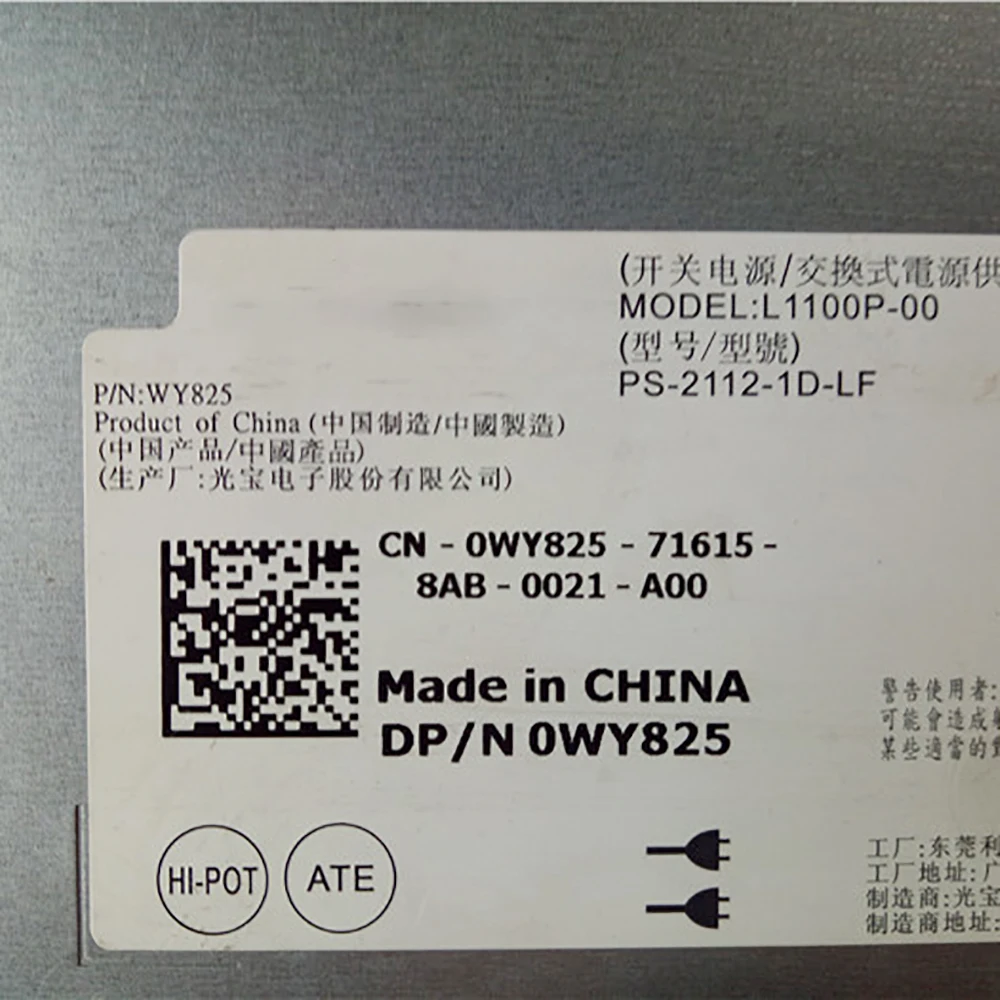 (开关电源/交換式電源供
MODEL:L1100P-00
(型号/型號)
PS-2112-1D-LF
P/N:WY825
Product of China (中国制造/中國製造)
(中国产品/中國產品)
(生产厂:光宝电子股份有限公司)
CN - 0WY825 - 71615 -
8AB - 0021 - A00
Made in CHINA
DP/N 0WY825
警告使用者:
可能會造成
某些適當的
HI-POT
ATE
工厂:东莞利
工厂地址:广
制造商:光宝
制造商地址: